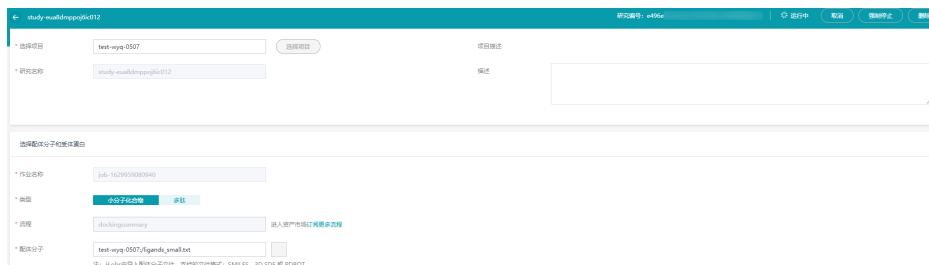 ← study-eua8dmppoj6ic012 研究编号：e496e 运行中 取消 强制停止 删除
* 选择项目 test-wyq-0507 选择项目 项目描述
* 研究名称 study-eua8dmppoj6ic012 描述
选择配体分子和受体蛋白
* 作业名称 job-1629959080940
* 类型 小分子化合物 多肽
* 流程 dockingsummary 进入资产市场订阅更多流程
* 配体分子 test-wyq-0507:/ligands_small.txt